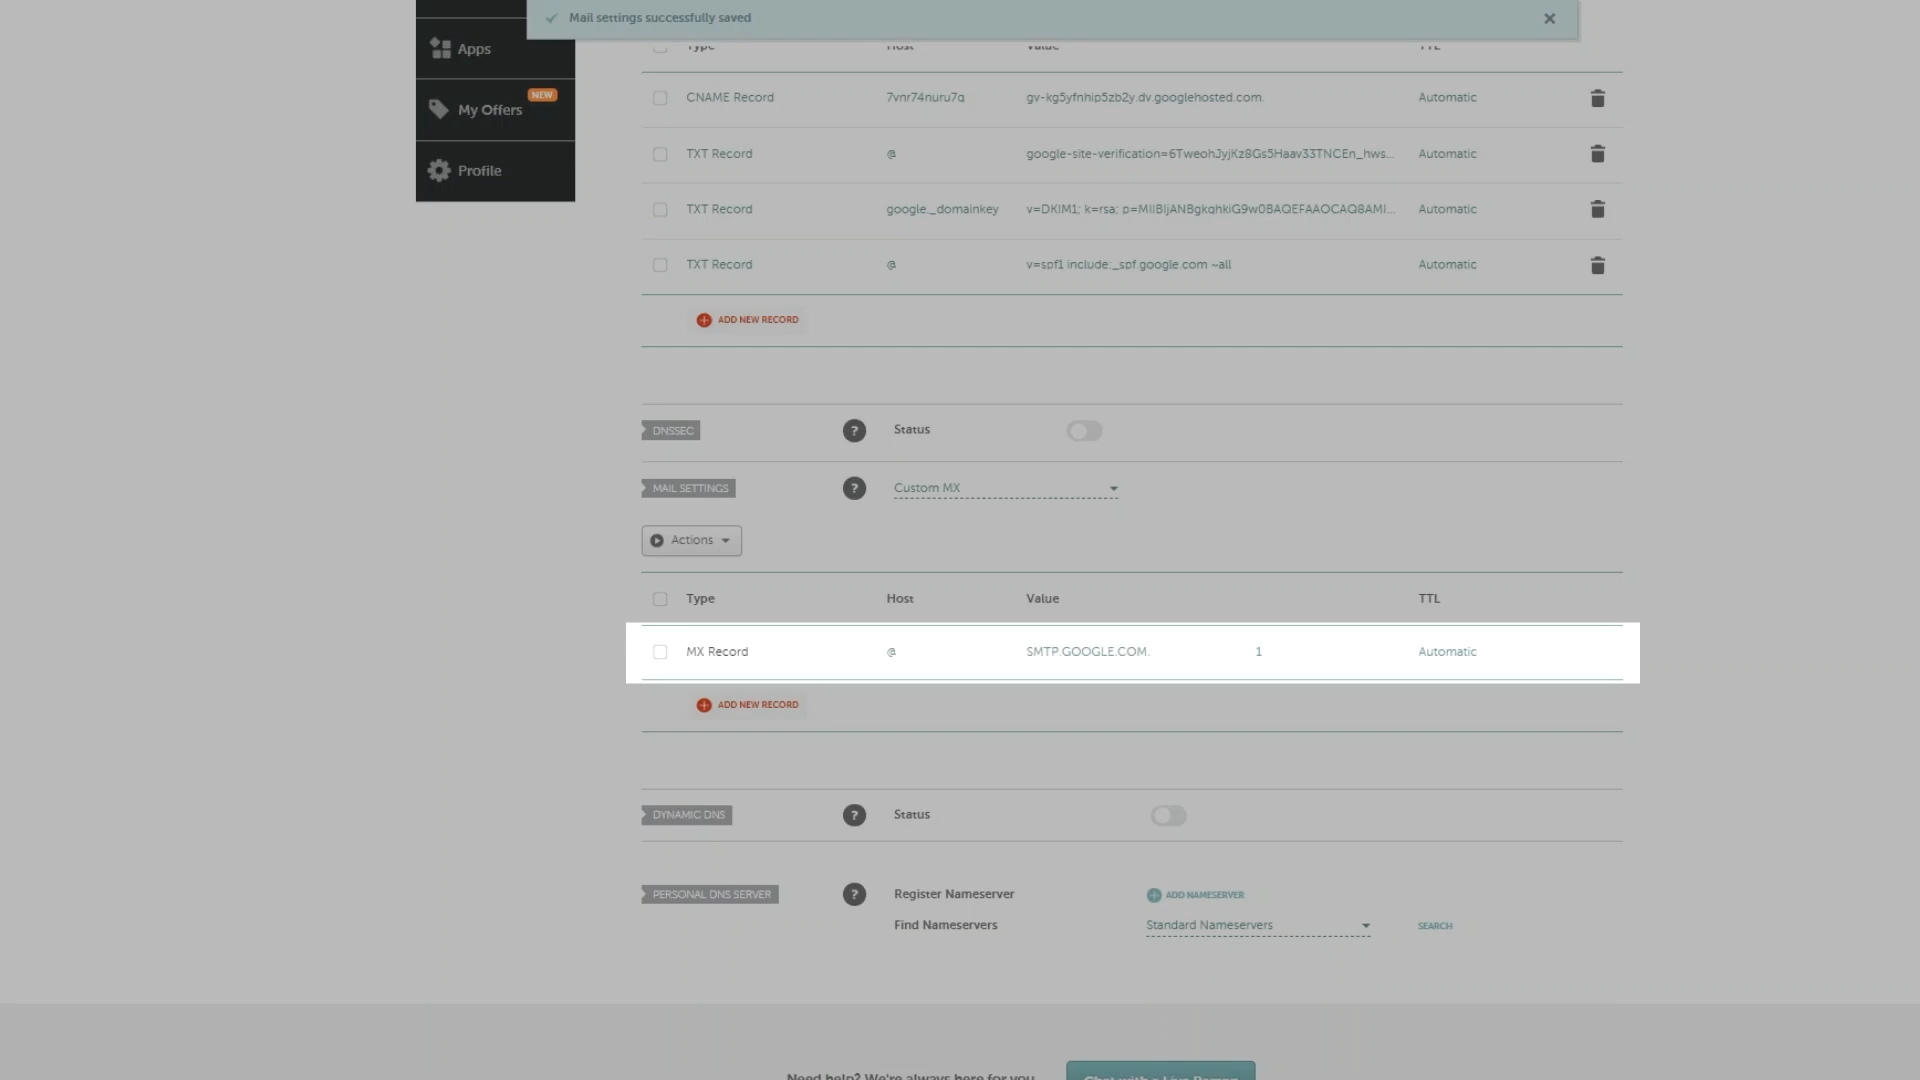 Mail settings successfully saved
Apps
My Offers NEW
Profile
Type Host Value TTL
CNAME Record 7vnr74nuru7q gv-kg5yfnhip5zb2y.dv.googlehosted.com. Automatic
TXT Record @ google-site-verification=6TweohJyjKz8Gs5Haav33TNCEn_hws... Automatic
TXT Record google._domainkey v=DKIM1; k=rsa; p=MIIBIjANBgkqhkiG9w0BAQEFAAOCAQ8AMI... Automatic
TXT Record @ v=spf1 include:_spf.google.com ~all Automatic
ADD NEW RECORD
DNSSEC ? Status
MAIL SETTINGS ? Custom MX
Actions
Type Host Value TTL
MX Record @ SMTP.GOOGLE.COM. 1 Automatic
ADD NEW RECORD
DYNAMIC DNS ? Status
PERSONAL DNS SERVER ? Register Nameserver ADD NAMESERVER
Find Nameservers Standard Nameservers SEARCH
Need help? We're always here for you. Chat with a Live Person